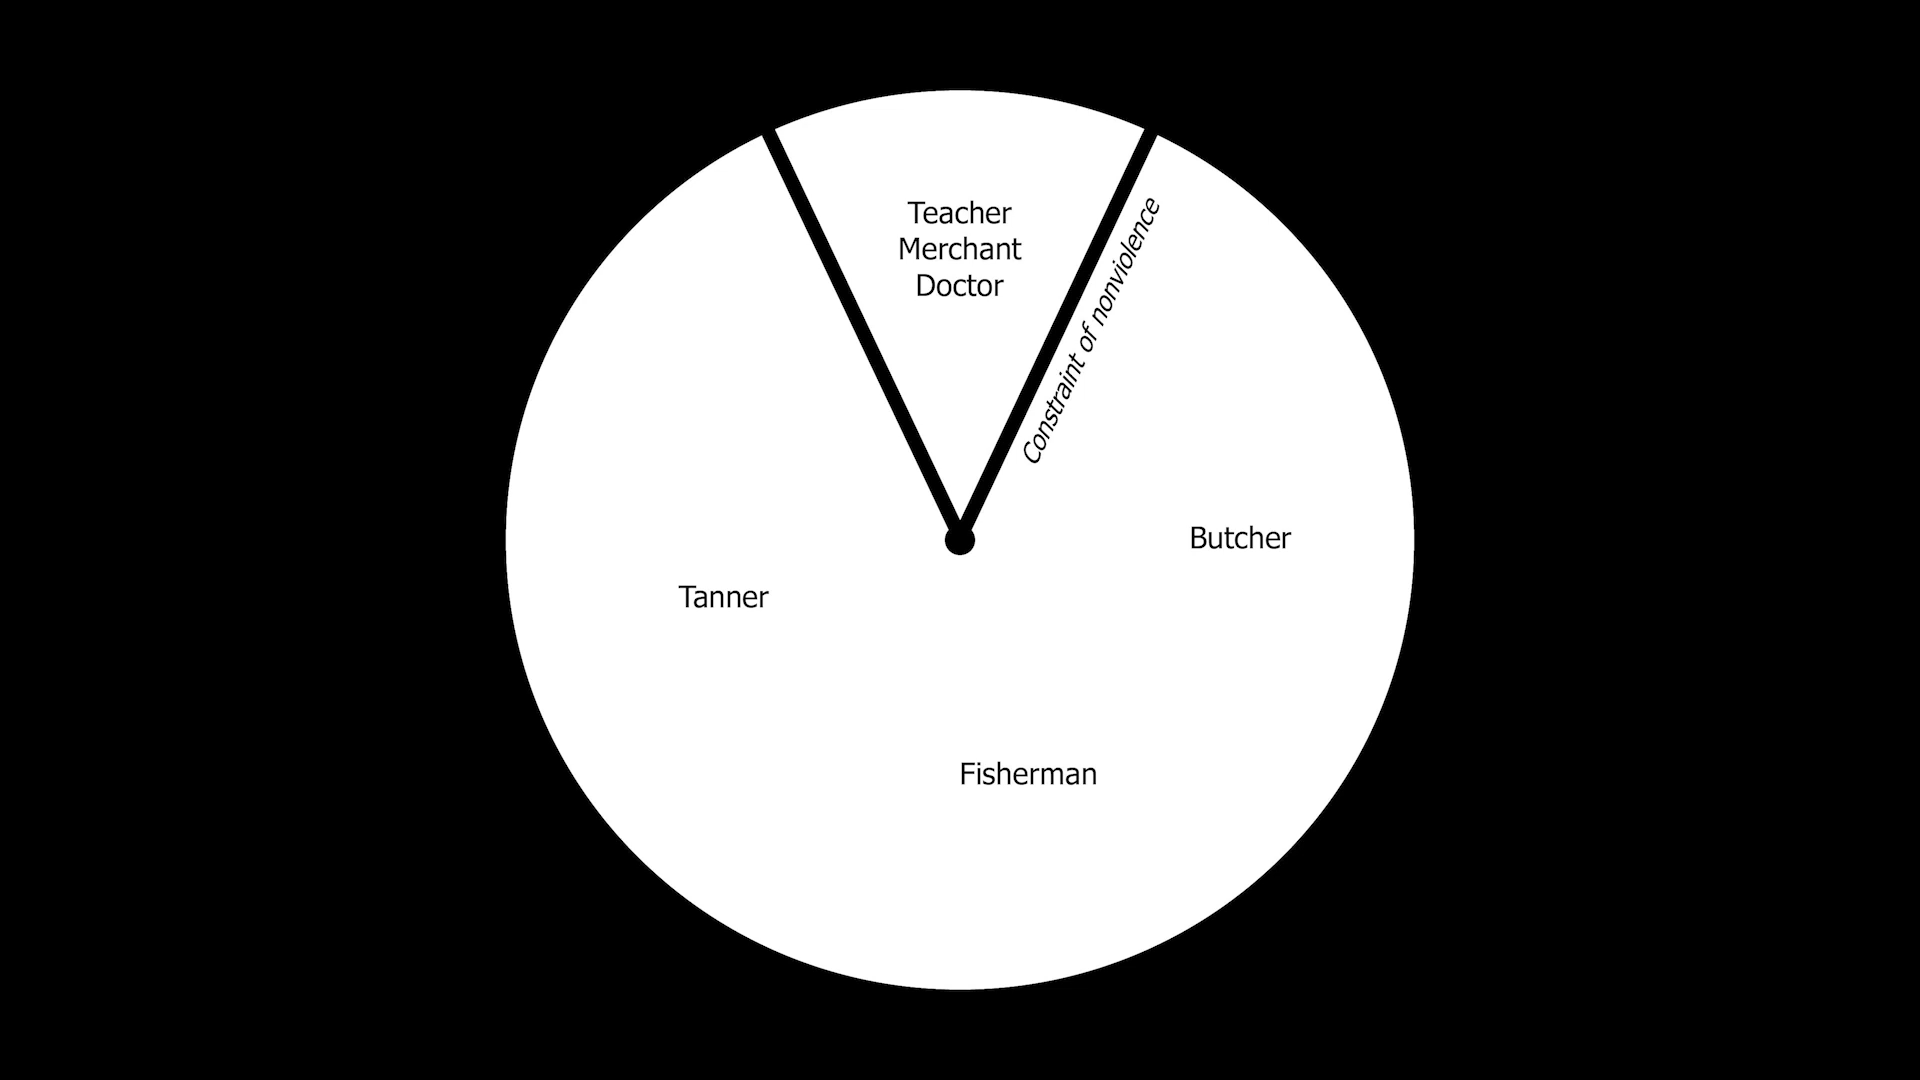 Teacher
Merchant
Doctor
Constraint of nonviolence
Butcher
Tanner
Fisherman